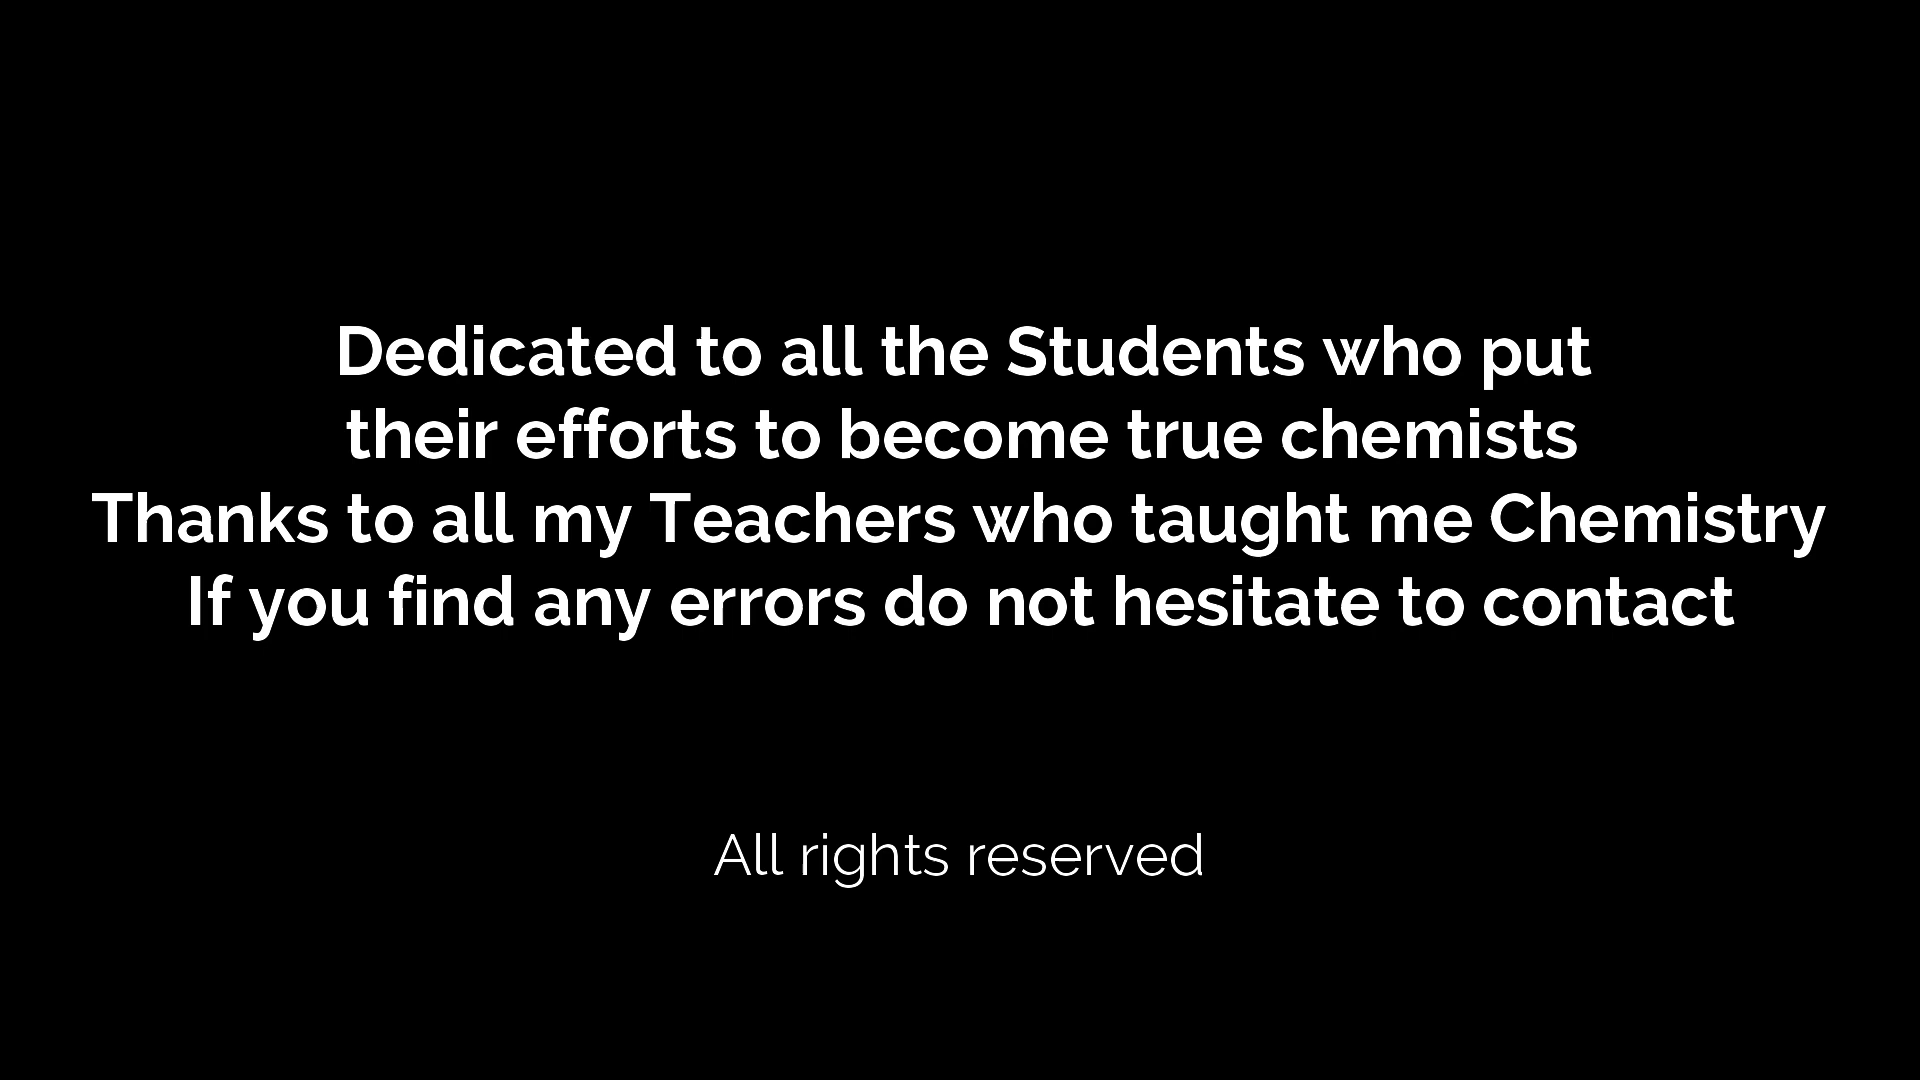 Dedicated to all the Students who put
their efforts to become true chemists
Thanks to all my Teachers who taught me Chemistry
If you find any errors do not hesitate to contact
All rights reserved